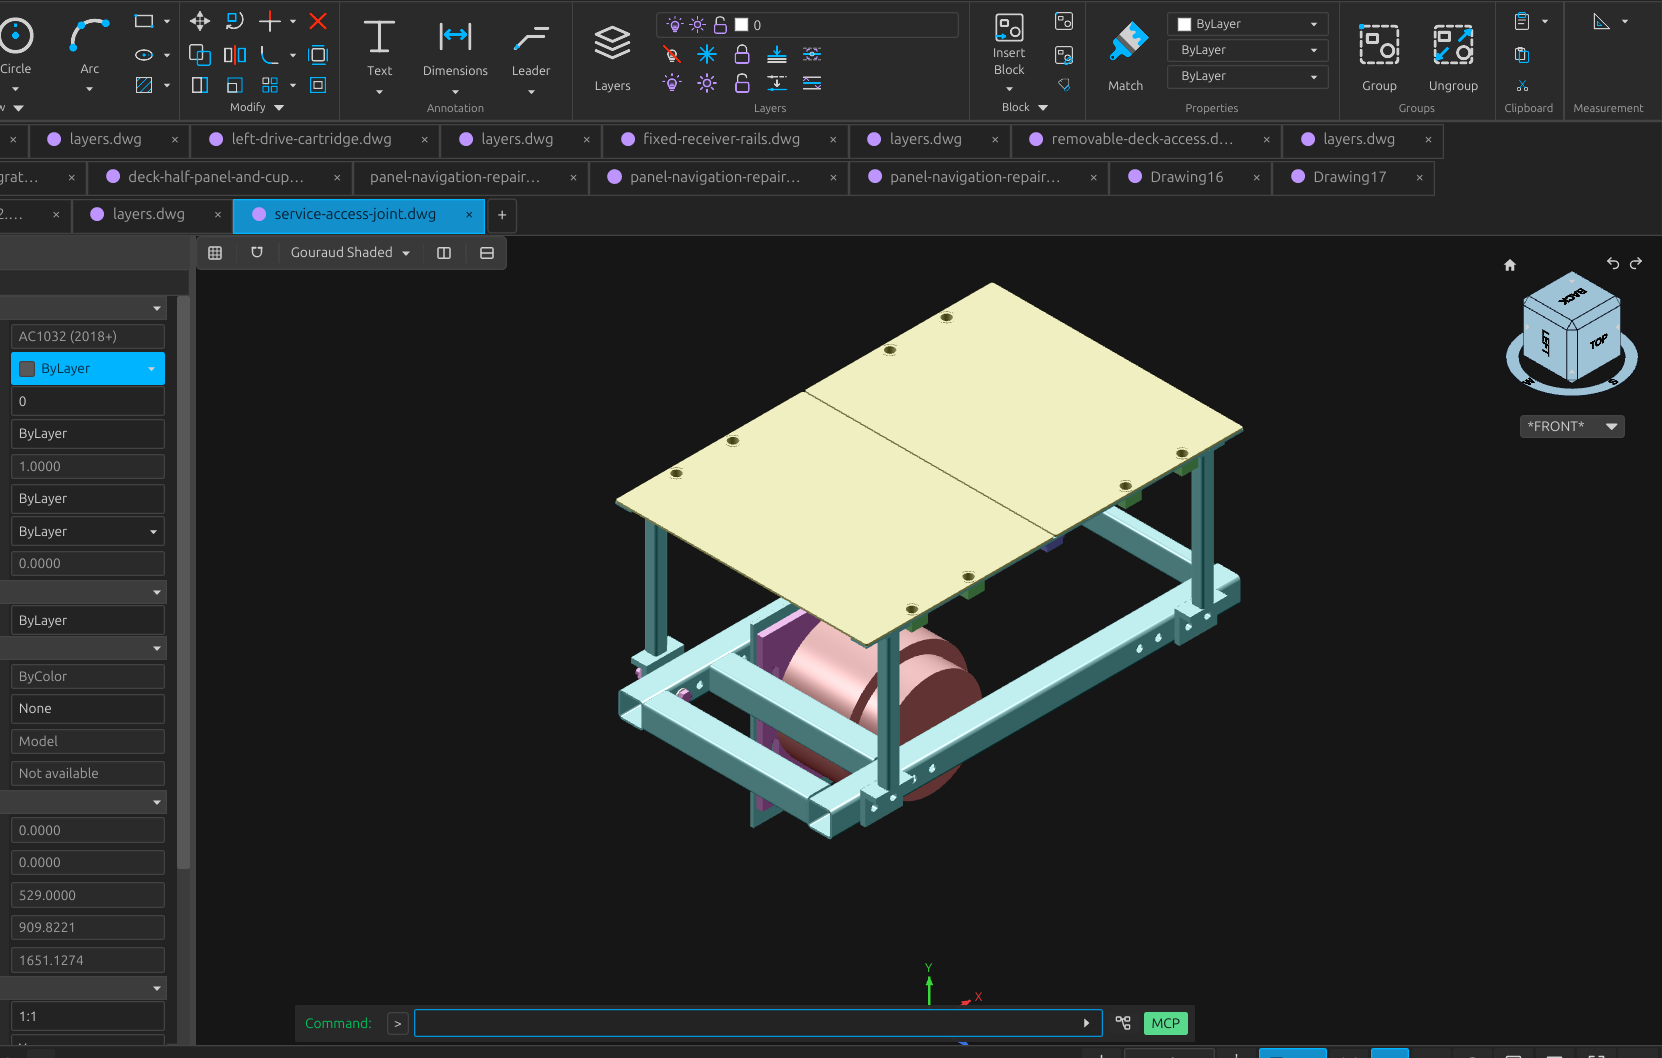 Circle
Arc
Modify
Text
Dimensions
Leader
Annotation
Layers
0
Layers
Insert
Block
Block
Match
ByLayer
ByLayer
ByLayer
Properties
Group
Ungroup
Groups
Clipboard
Measurement
layers.dwg
left-drive-cartridge.dwg
layers.dwg
fixed-receiver-rails.dwg
layers.dwg
removable-deck-access.d...
layers.dwg
grat...
deck-half-panel-and-cup...
panel-navigation-repair...
panel-navigation-repair...
panel-navigation-repair...
Drawing16
Drawing17
2....
layers.dwg
service-access-joint.dwg
+
Gouraud Shaded
AC1032 (2018+)
ByLayer
0
ByLayer
1.0000
ByLayer
ByLayer
0.0000
ByLayer
ByColor
None
Model
Not available
0.0000
0.0000
529.0000
909.8221
1651.1274
1:1
BACK
LEFT
TOP
*FRONT*
Y
X
Command:
>
MCP